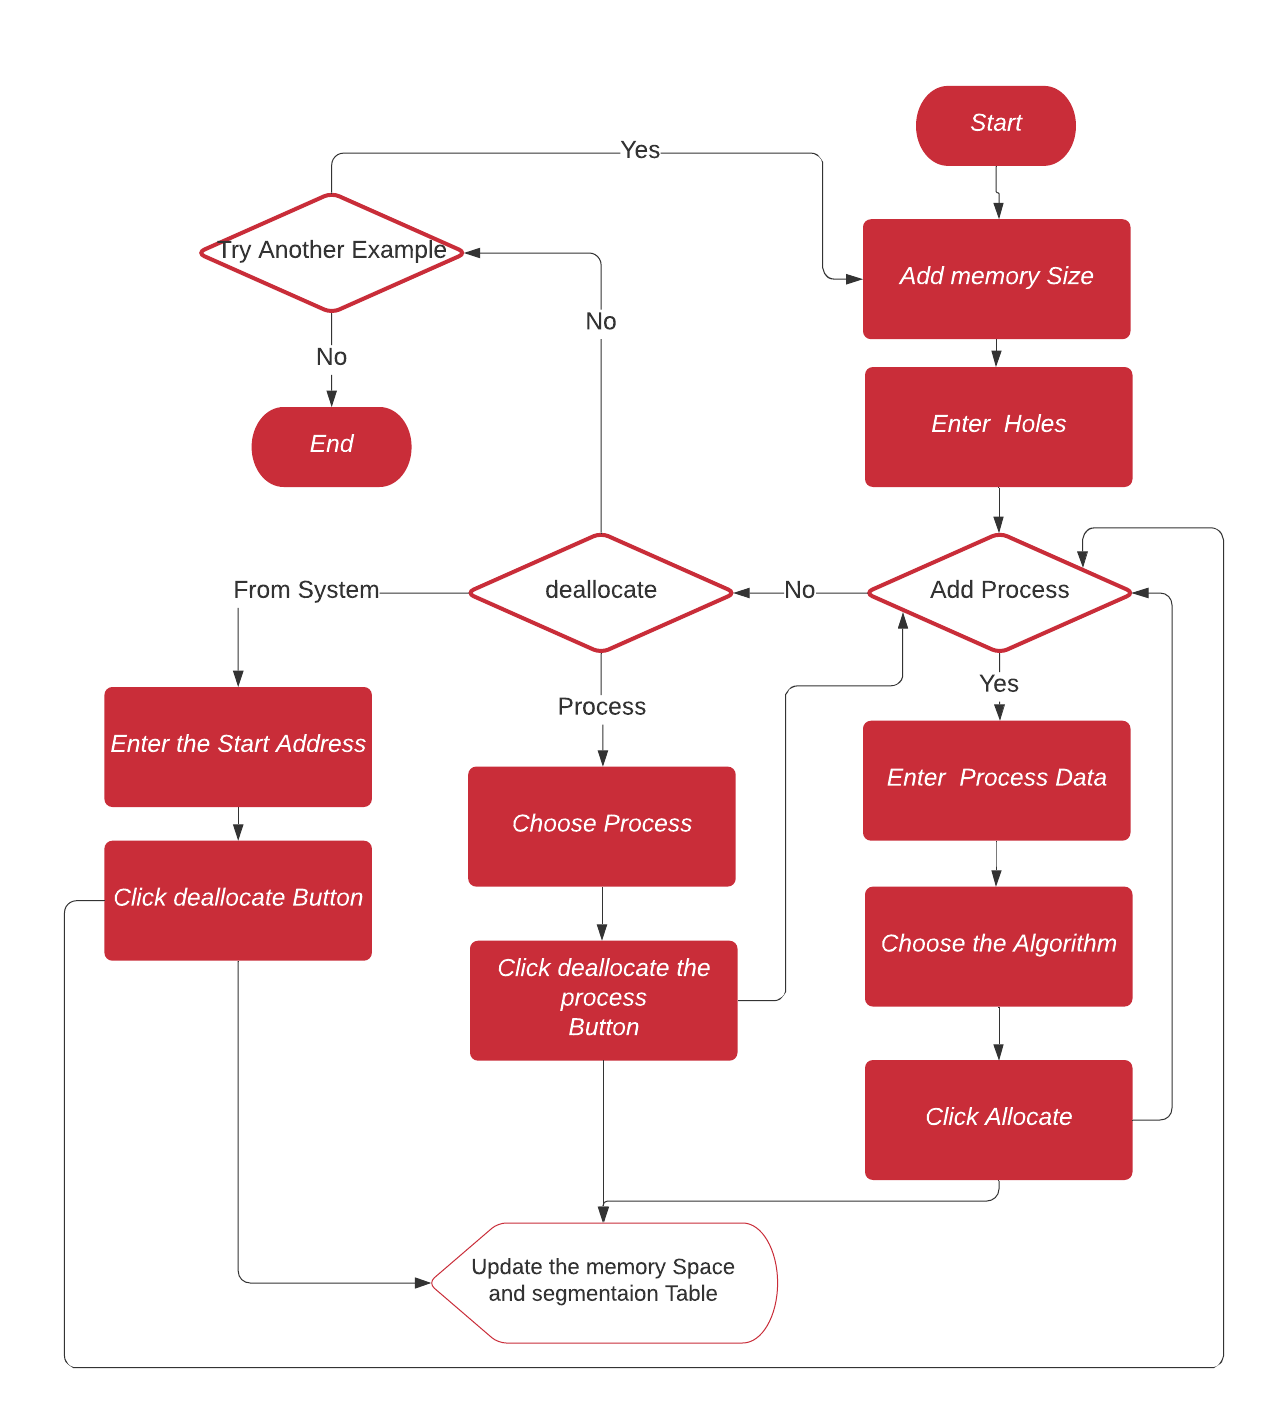 Start
Yes
Try Another Example
Add memory Size
No
No
Enter  Holes
End
From System
deallocate
No
Add Process
Yes
Process
Enter the Start Address
Enter  Process Data
Choose Process
Click deallocate Button
Choose the Algorithm
Click deallocate the
process
Button
Click Allocate
Update the memory Space
and segmentaion Table